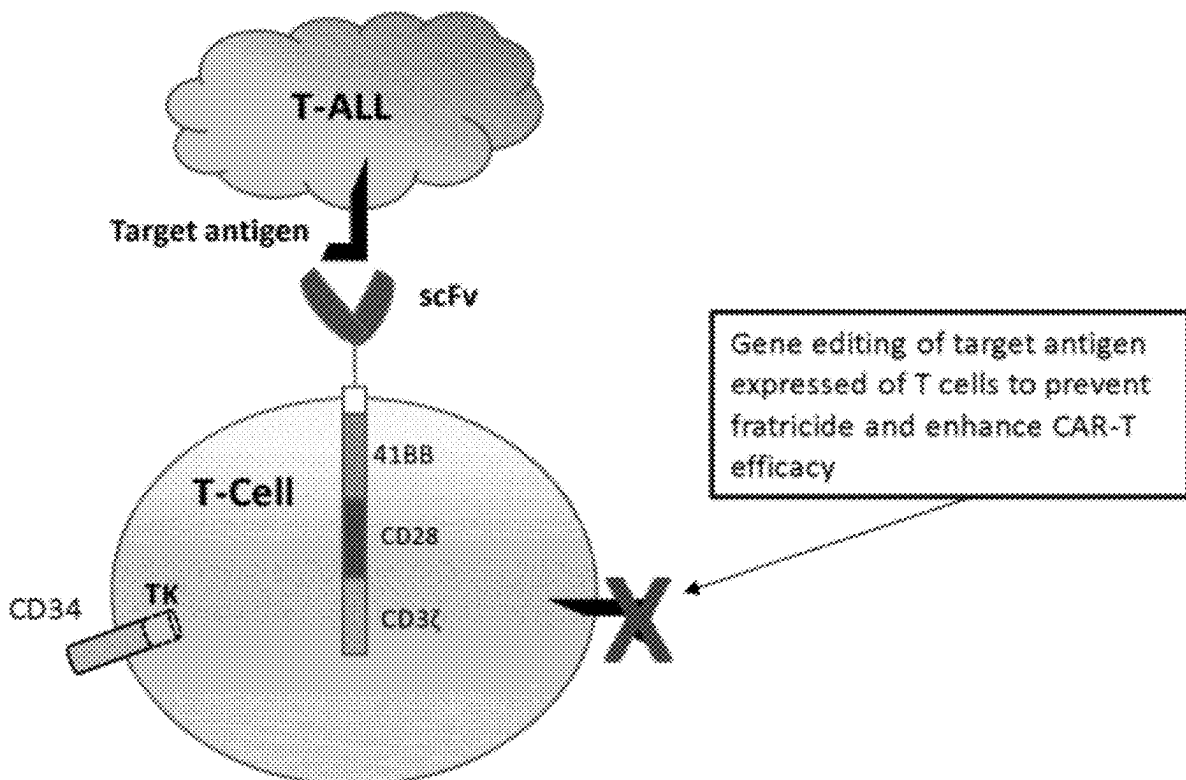 T-ALL
Target antigen
scFv
Gene editing of target antigen
expressed of T cells to prevent
fratricide and enhance CAR-T
efficacy
41BB
T-Cell
CD28
TK
CD34
CD3ζ